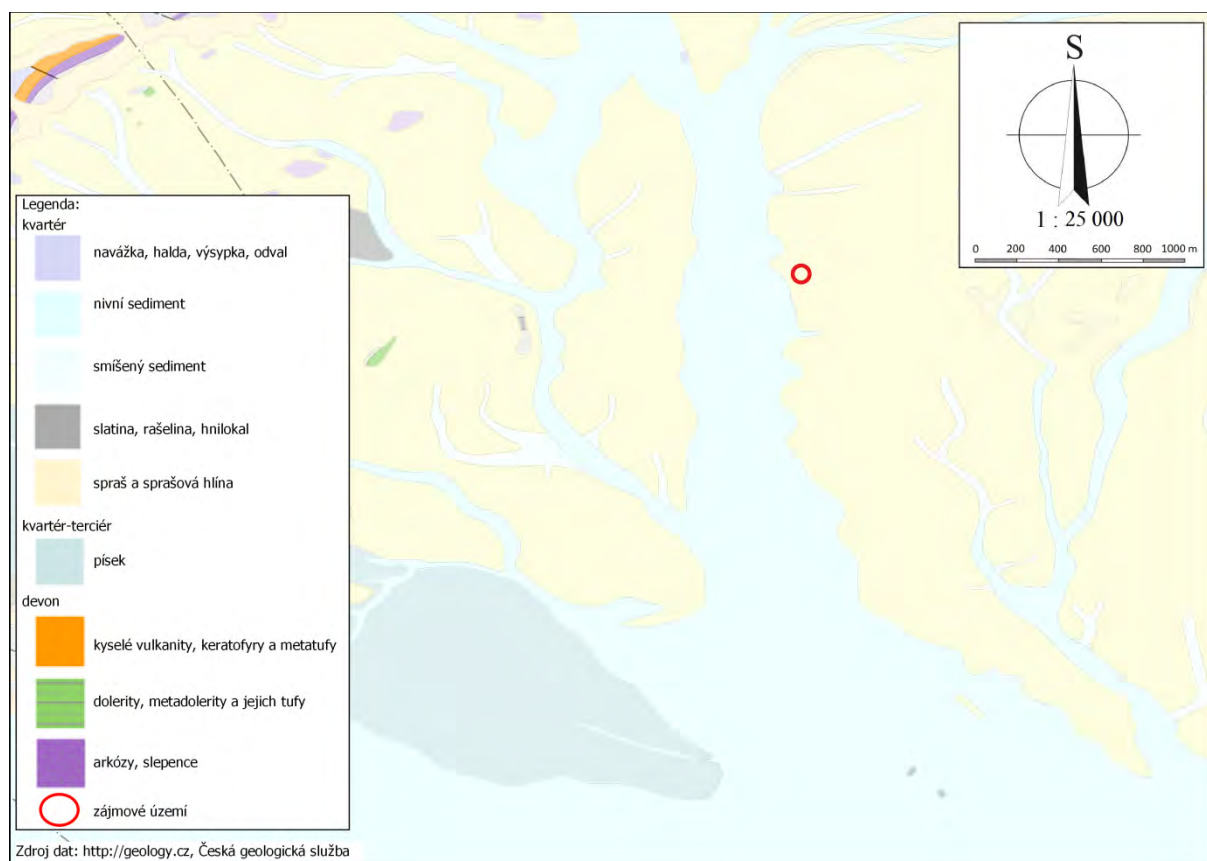 S
1 : 25 000
0 200 400 600 800 1000 m
Legenda:
kvartér
navážka, halda, výsypka, odval
nivní sediment
smíšený sediment
slatina, rašelina, hnilokal
spraš a sprašová hlína
kvartér-terciér
písek
devon
kyselé vulkanity, keratofyry a metatufy
dolerity, metadolerity a jejich tufy
arkózy, slepence
zájmové území
Zdroj dat: http://geology.cz, Česká geologická služba